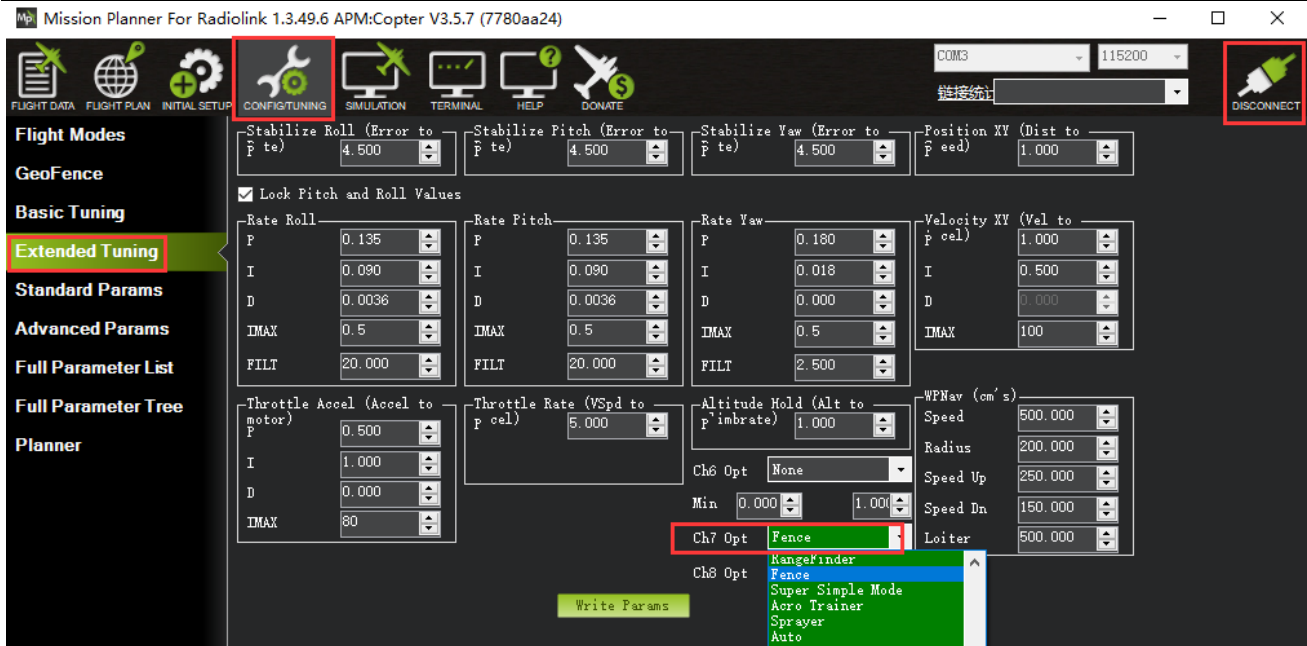 Mission Planner For Radiolink 1.3.49.6 APM:Copter V3.5.7 (7780aa24)
FLIGHT DATA
FLIGHT PLAN
INITIAL SETUP
CONFIG/TUNING
SIMULATION
TERMINAL
HELP
DONATE
COM3
115200
链接统计
DISCONNECT
Flight Modes
GeoFence
Basic Tuning
Extended Tuning
Standard Params
Advanced Params
Full Parameter List
Full Parameter Tree
Planner
Stabilize Roll (Error to
P te) 4.500
Stabilize Pitch (Error to
P te) 4.500
Stabilize Yaw (Error to
P te) 4.500
Position XY (Dist to
P eed) 1.000
Lock Pitch and Roll Values
Rate Roll
P 0.135
I 0.090
D 0.0036
IMAX 0.5
FILT 20.000
Rate Pitch
P 0.135
I 0.090
D 0.0036
IMAX 0.5
FILT 20.000
Rate Yaw
P 0.180
I 0.018
D 0.000
IMAX 0.5
FILT 2.500
Velocity XY (Vel to
P cel) 1.000
I 0.500
D 0.000
IMAX 100
Throttle Accel (Accel to
motor)
P 0.500
I 1.000
D 0.000
IMAX 80
Throttle Rate (VSpd to
P cel) 5.000
Altitude Hold (Alt to
P imbrate) 1.000
Ch6 Opt None
Min 0.000 1.00
Ch7 Opt Fence
Ch8 Opt
RangeFinder
Fence
Super Simple Mode
Acro Trainer
Sprayer
Auto
WPNav (cm's)
Speed 500.000
Radius 200.000
Speed Up 250.000
Speed Dn 150.000
Loiter 500.000
Write Params